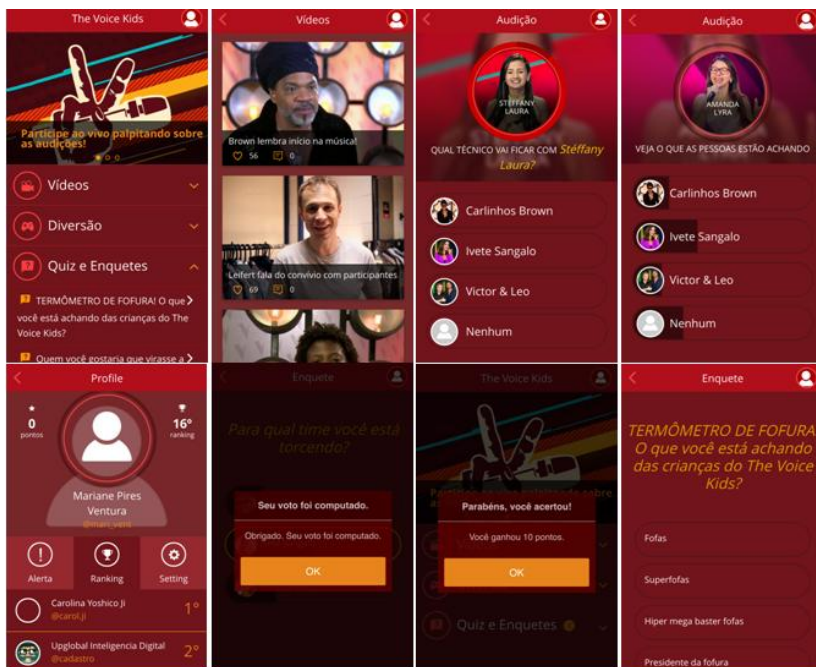 The Voice Kids
Participe ao vivo palpitando sobre
as audições!
Vídeos
Diversão
Quiz e Enquetes
TERMÔMETRO DE FOFURA! O que
você está achando das crianças do The
Voice Kids?
Quem você gostaria que virasse a
Vídeos
Brown lembra início na música!
56 0
Leifert fala do convívio com participantes
69 0
Audição
STEFFANY
LAURA
QUAL TÉCNICO VAI FICAR COM Stéffany
Laura?
Carlinhos Brown
Ivete Sangalo
Victor & Leo
Nenhum
Audição
AMANDA
LYRA
VEJA O QUE AS PESSOAS ESTÃO ACHANDO
Carlinhos Brown
Ivete Sangalo
Victor & Leo
Nenhum
Profile
0
pontos
16°
ranking
Mariane Pires
Ventura
@mari_vent
Alerta
Ranking
Setting
Carolina Yoshico Ji
@carol.ji
1°
Upglobal Inteligencia Digital
@cadastro
2°
Enquete
Para qual time você está
torcendo?
Seu voto foi computado.
Obrigado. Seu voto foi computado.
OK
The Voice Kids
Parabéns, você acertou!
Você ganhou 10 pontos.
OK
Quiz e Enquetes
Enquete
TERMÔMETRO DE FOFURA!
O que você está achando
das crianças do The Voice
Kids?
Fofas
Superfofas
Hiper mega baster fofas
Presidente da fofura